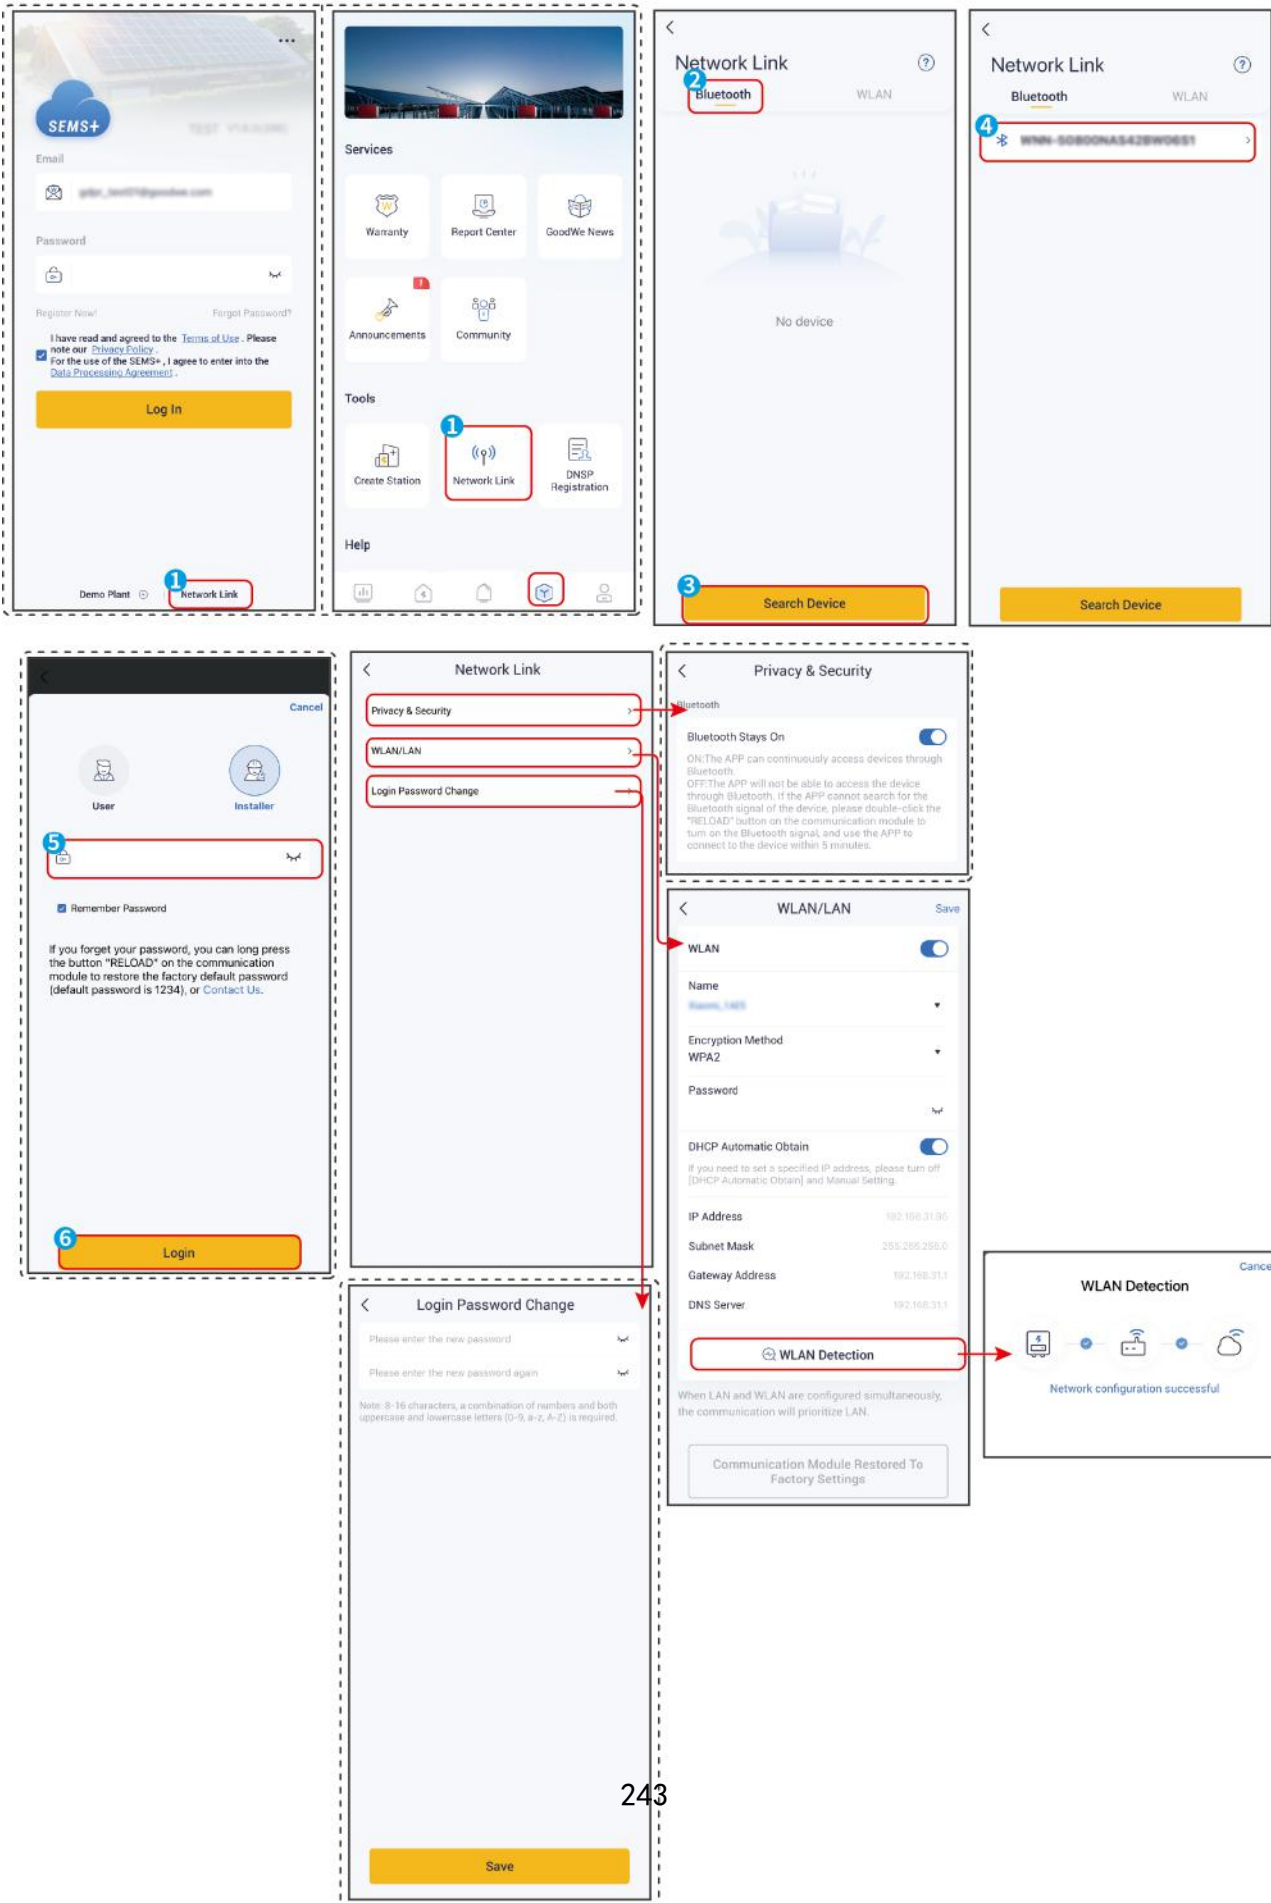 SEMS+
Email
Password
Register Now!
Forgot Password?
I have read and agreed to the Terms of Use . Please
note our Privacy Policy .
For the use of the SEMS+ , I agree to enter into the
Data Processing Agreement .
Log In
Demo Plant
1
Network Link
Services
Warranty
Report Center
GoodWe News
Announcements
Community
Tools
1
Create Station
Network Link
DNSP
Registration
Help
Network Link
?
2
Bluetooth
WLAN
No device
3
Search Device
Network Link
?
Bluetooth
WLAN
4
Search Device
Cancel
User
Installer
5
Remember Password
If you forget your password, you can long press
the button "RELOAD" on the communication
module to restore the factory default password
(default password is 1234), or Contact Us.
6
Login
Network Link
Privacy & Security
WLAN/LAN
Login Password Change
Privacy & Security
Bluetooth
Bluetooth Stays On
ON:The APP can continuously access devices through
Bluetooth.
OFF:The APP will not be able to access the device
through Bluetooth. If the APP cannot search for the
Bluetooth signal of the device, please double-click the
"RELOAD" button on the communication module to
turn on the Bluetooth signal, and use the APP to
connect to the device within 5 minutes.
WLAN/LAN
Save
WLAN
Name
Encryption Method
WPA2
Password
DHCP Automatic Obtain
If you need to set a specified IP address, please turn off
[DHCP Automatic Obtain] and Manual Setting.
IP Address
Subnet Mask
255.255.255.0
Gateway Address
192.168.31.1
DNS Server
192.168.31.1
WLAN Detection
When LAN and WLAN are configured simultaneously,
the communication will prioritize LAN.
Communication Module Restored To
Factory Settings
Cance
WLAN Detection
Network configuration successful
Login Password Change
Please enter the new password
Please enter the new password again
Note: 8-16 characters, a combination of numbers and both
uppercase and lowercase letters (0-9, a-z, A-Z) is required.
243
Save